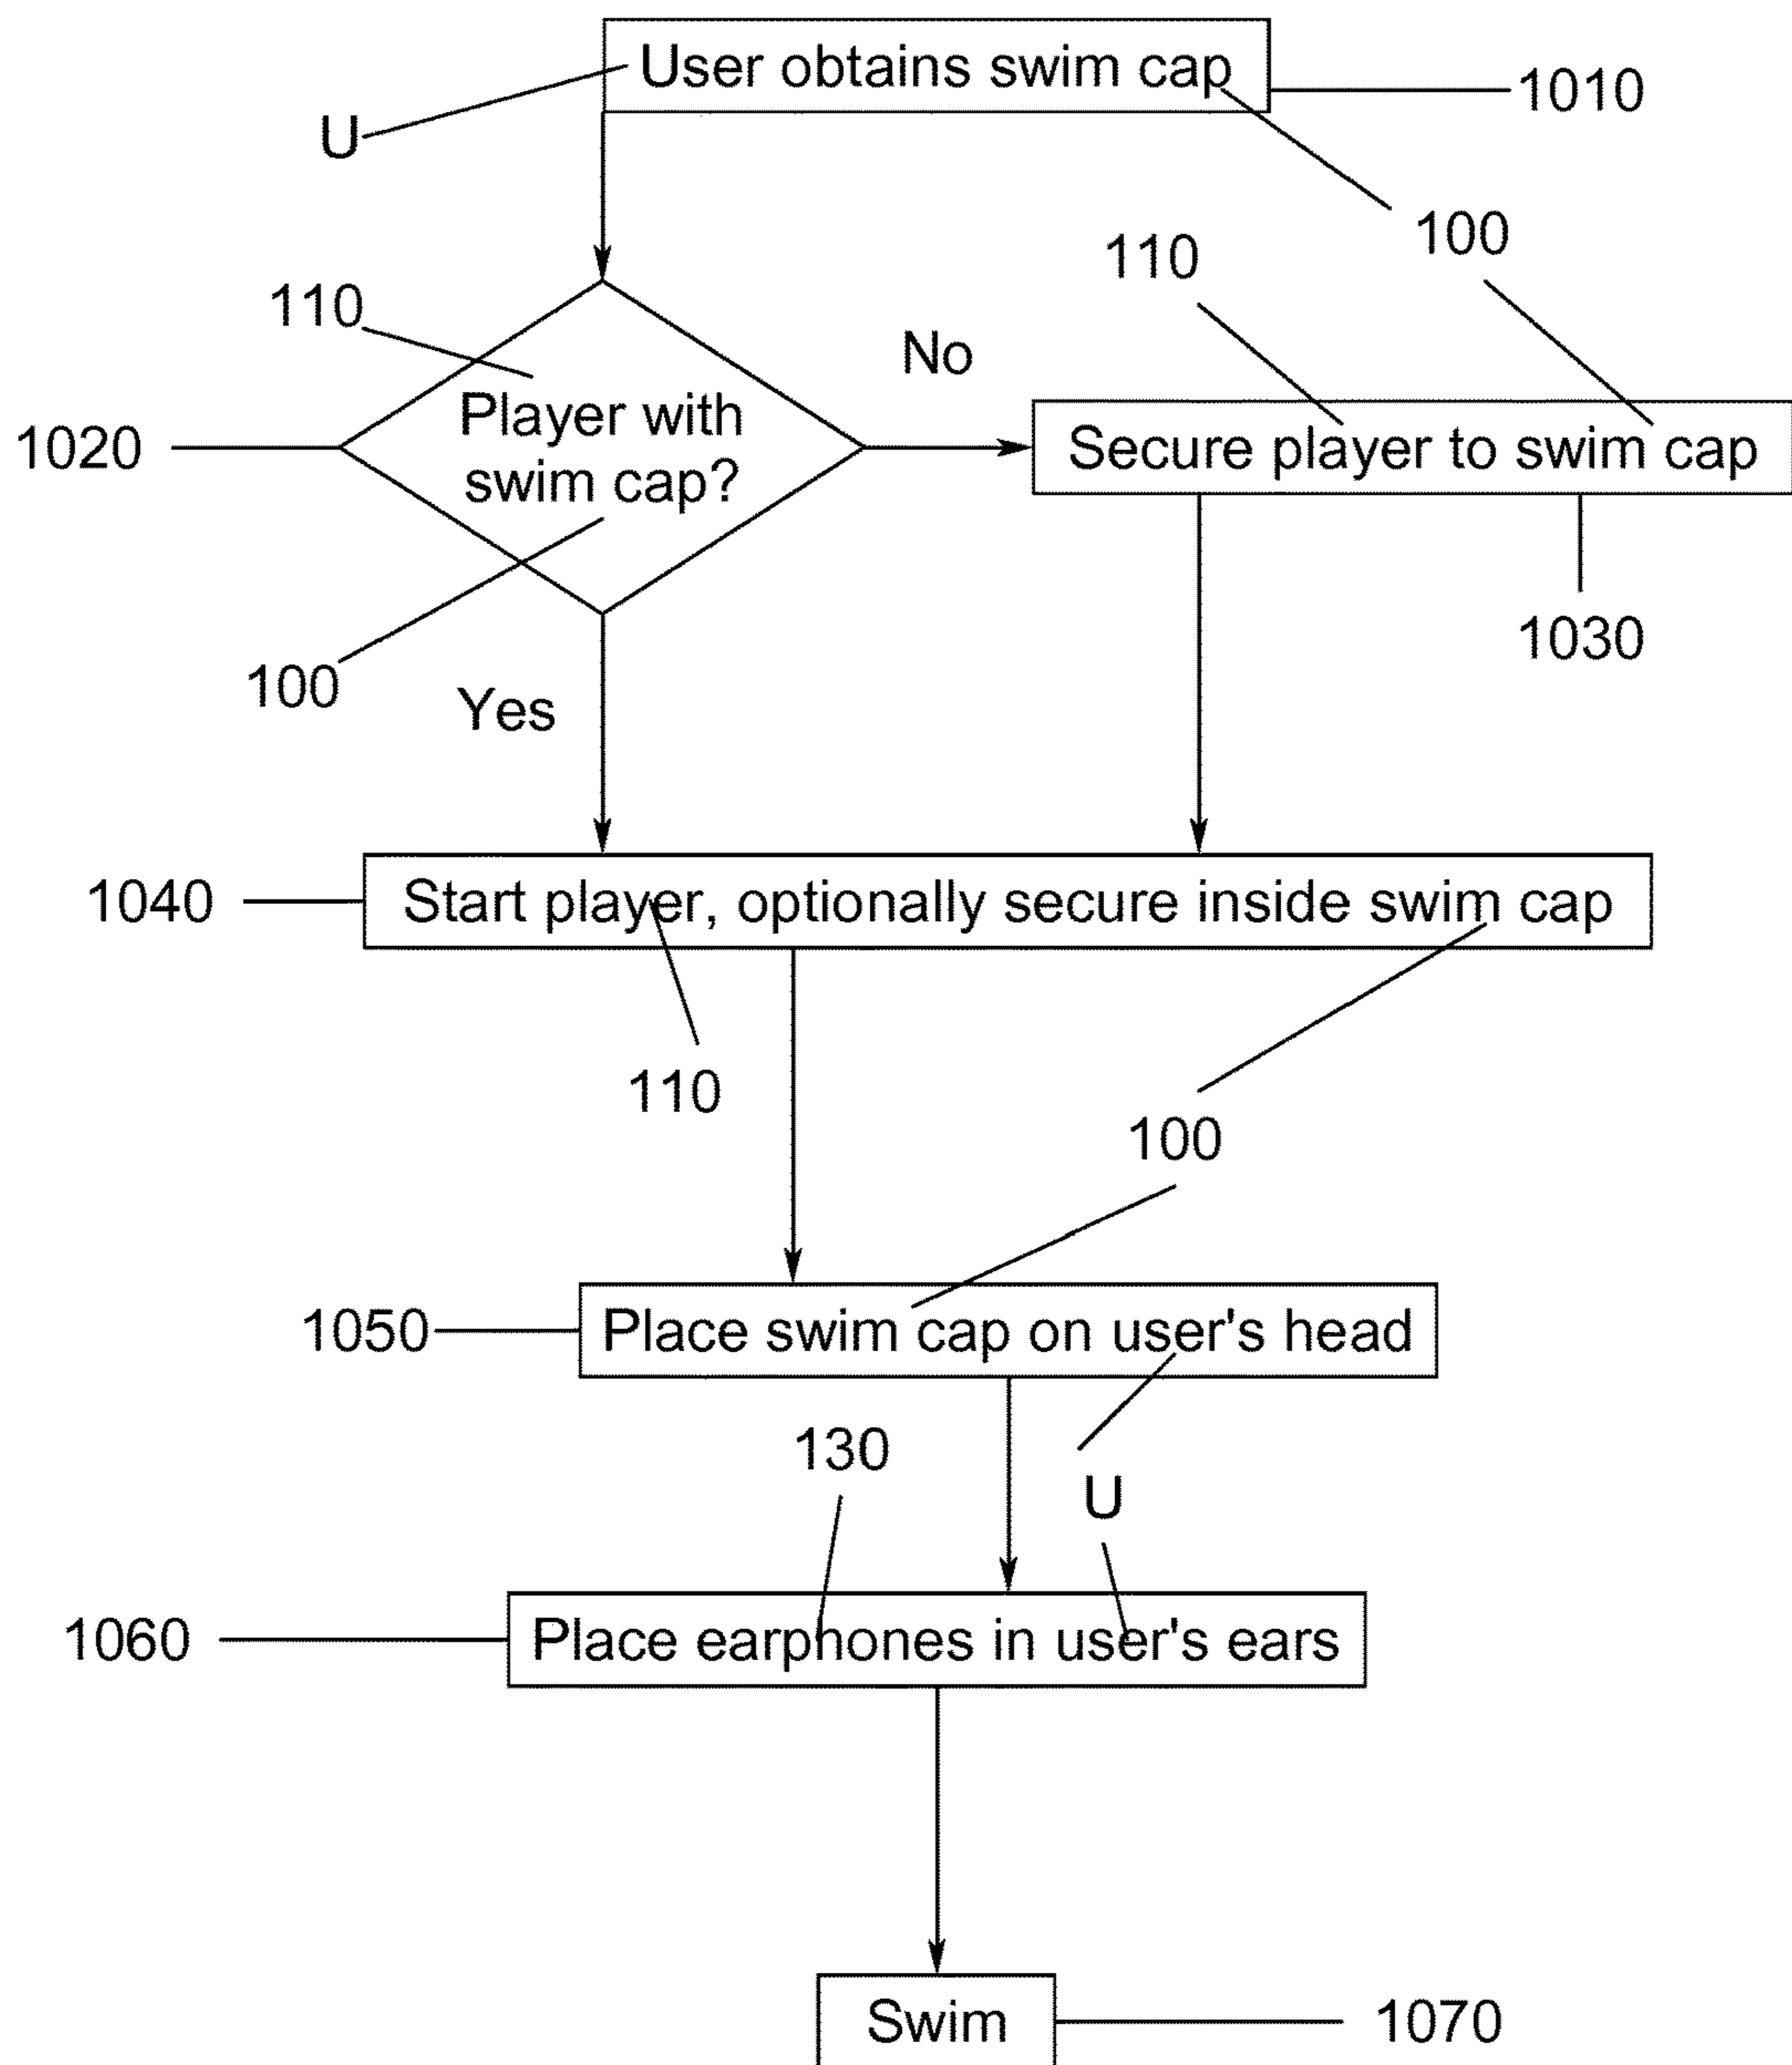 User obtains swim cap
1010
U
100
110
110
No
Player with
swim cap?
1020
Secure player to swim cap
1030
100
Yes
1040
Start player, optionally secure inside swim cap
110
100
1050
Place swim cap on user's head
130
U
1060
Place earphones in user's ears
Swim
1070